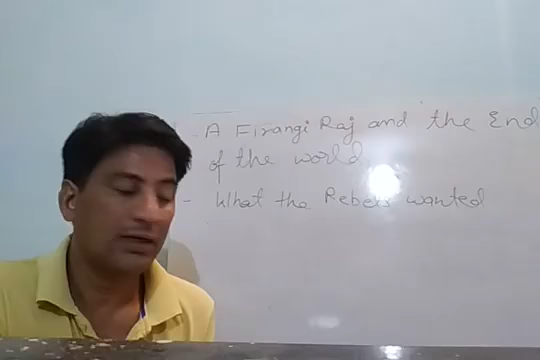 - A Firangi Raj and the End
of the world
- What the Rebels wanted